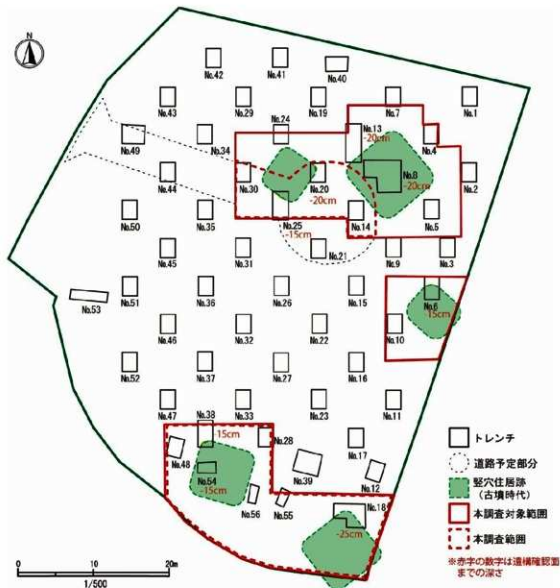 N
No.42
No.41
No.40
No.43
No.29
No.19
No.7
No.1
No.49
No.34
No.24
No.13
-20cm
No.4
No.44
No.30
No.20
-20cm
No.8
-20cm
No.2
No.50
No.35
No.25
-15cm
No.14
No.5
No.45
No.31
No.21
No.9
No.3
No.53
No.51
No.36
No.26
No.15
No.6
-15cm
No.46
No.32
No.22
No.10
No.52
No.37
No.27
No.16
No.47
No.38
No.33
No.23
No.11
-15cm
No.48
No.28
No.17
No.54
-15cm
No.39
No.12
No.56
No.55
No.18
-25cm
トレンチ
道路予定部分
竪穴住居跡
(古墳時代)
本調査対象範囲
本調査範囲
※赤字の数字は遺構確認面
までの深さ
0 10 20m
1/500